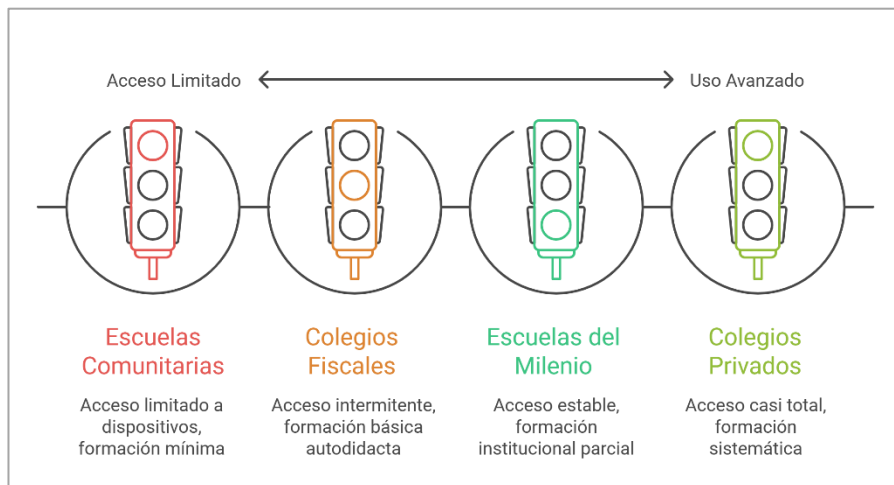 Acceso Limitado
Uso Avanzado
Escuelas
Comunitarias
Acceso limitado a
dispositivos,
formación mínima
Colegios
Fiscales
Acceso intermitente,
formación básica
autodidacta
Escuelas del
Milenio
Acceso estable,
formación
institucional parcial
Colegios
Privados
Acceso casi total,
formación
sistemática